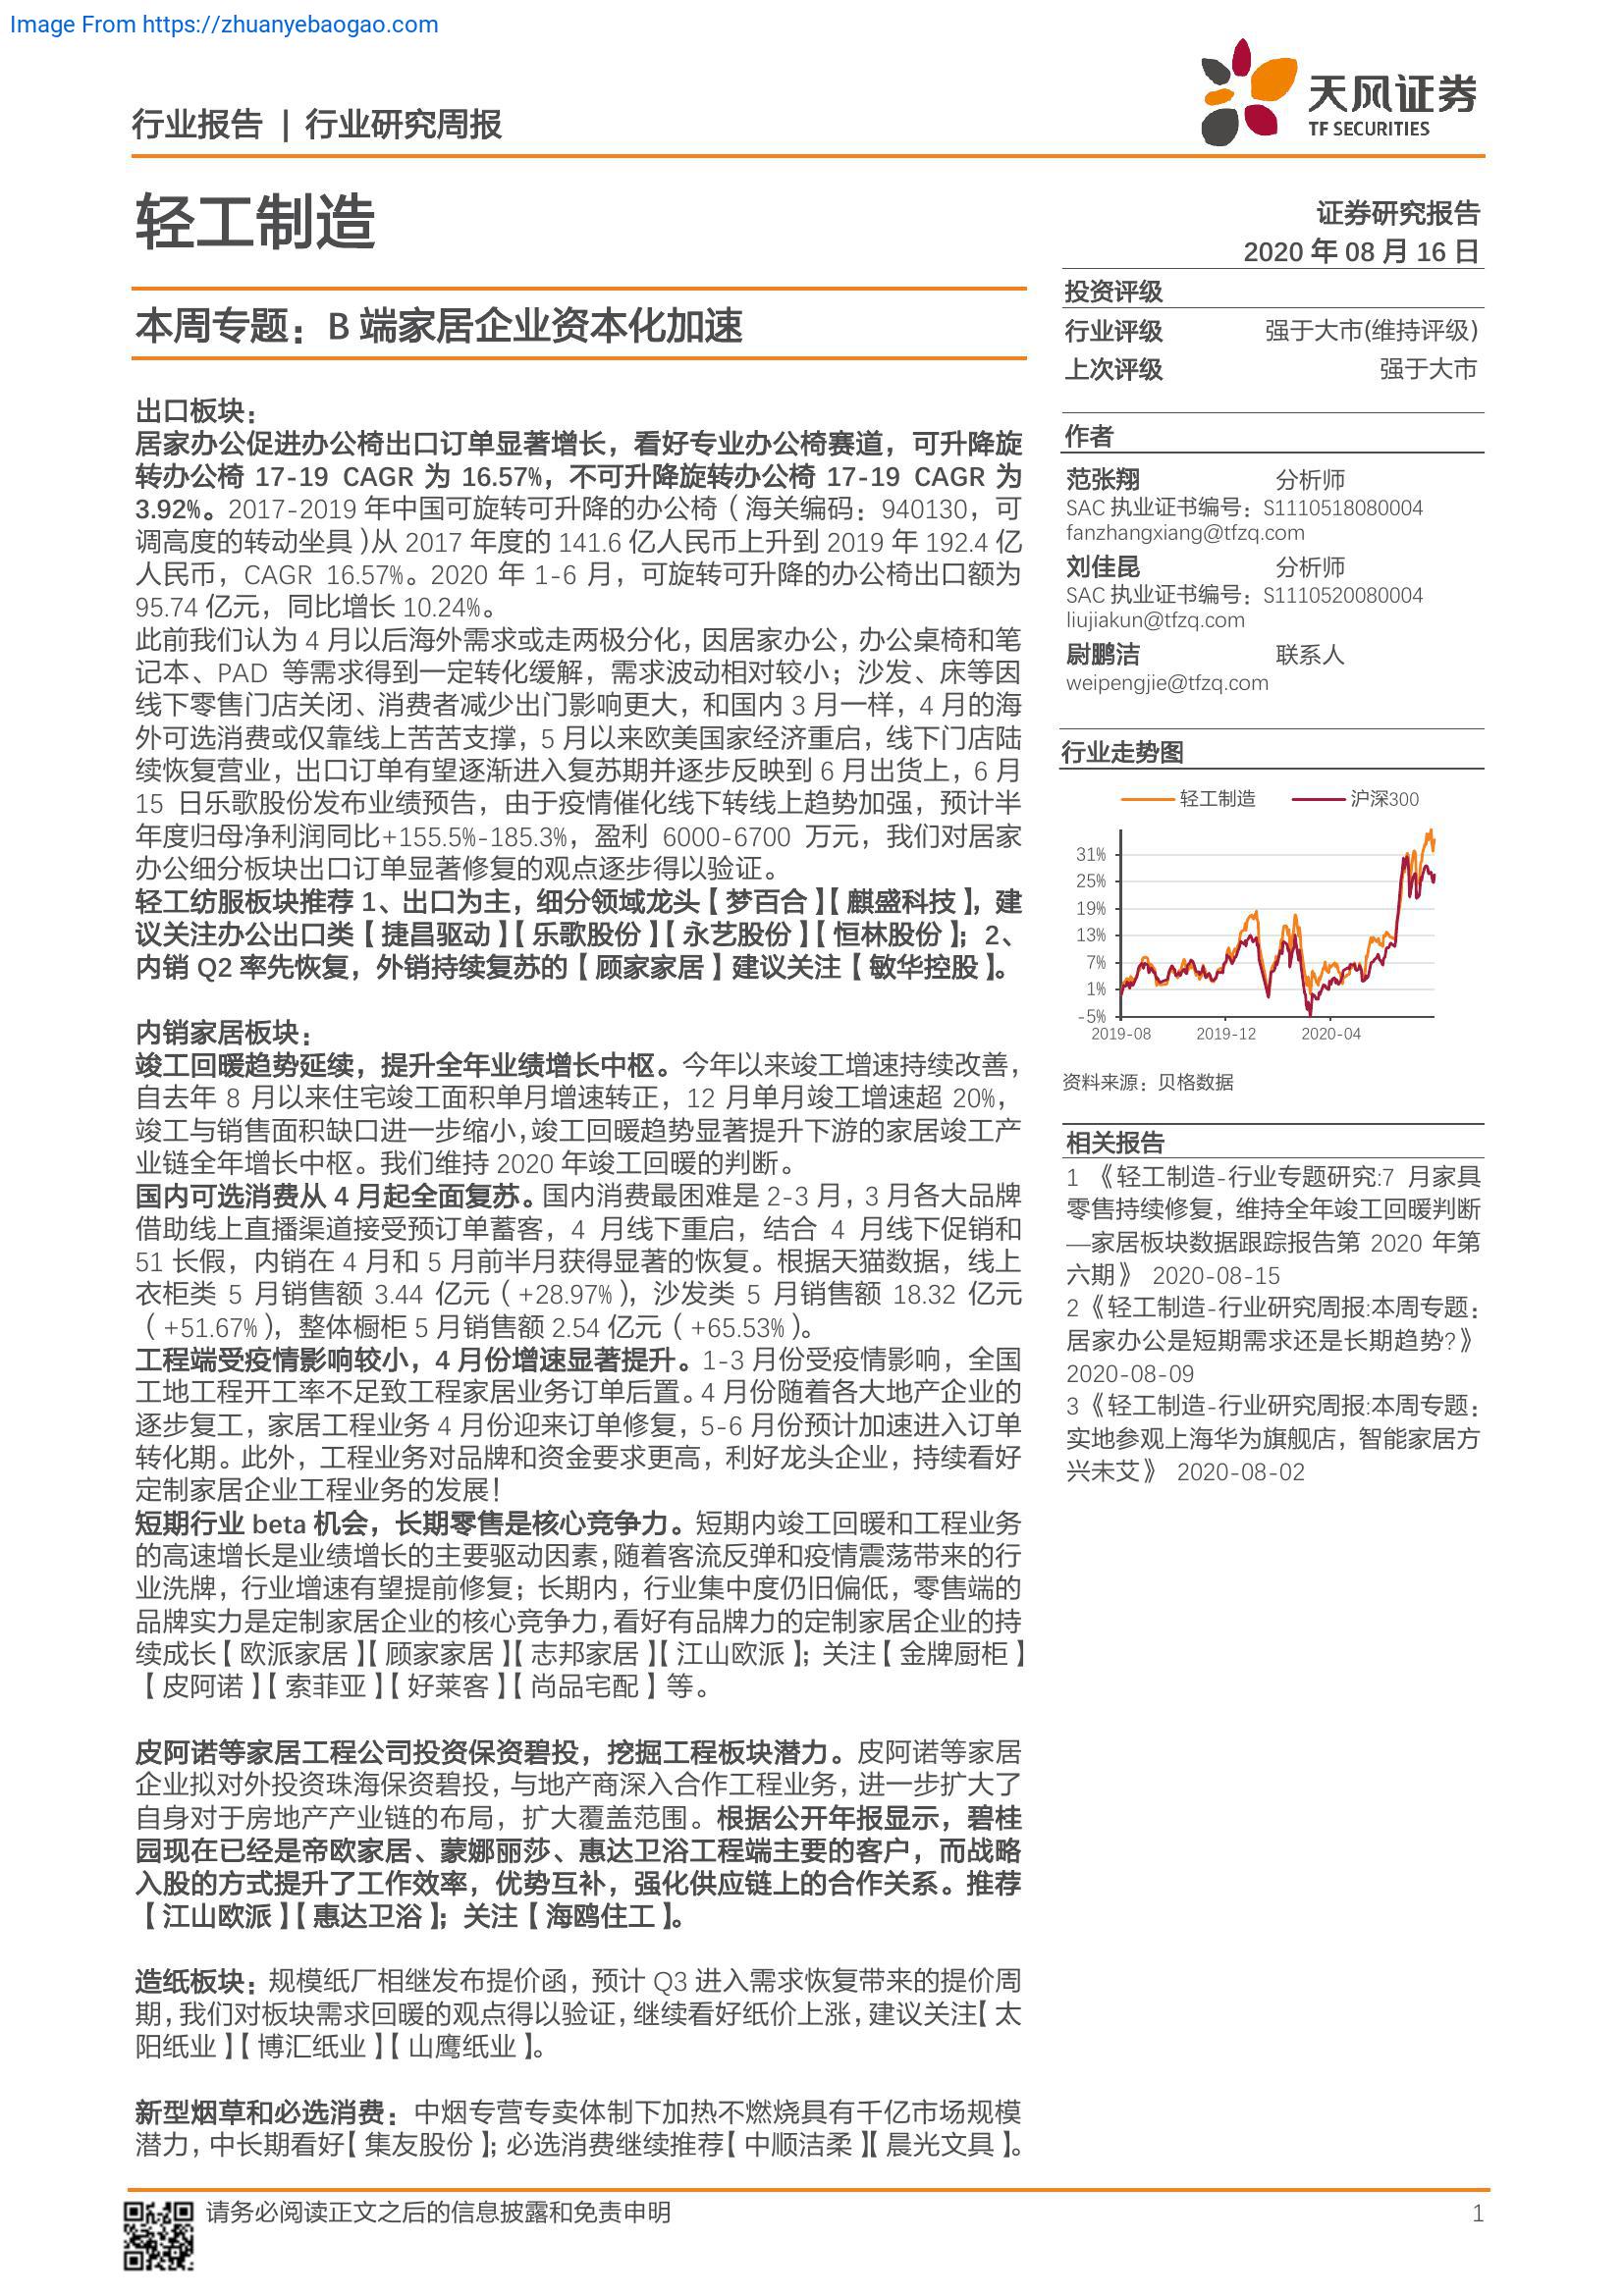 Image From https://zhuanyebaogao.com
行业报告 | 行业研究周报
天风证券
TF SECURITIES
轻工制造
证券研究报告
2020 年 08 月 16 日
本周专题：B 端家居企业资本化加速
出口板块：
居家办公促进办公椅出口订单显著增长，看好专业办公椅赛道，可升降旋
转办公椅 17-19 CAGR 为 16.57%，不可升降旋转办公椅 17-19 CAGR 为
3.92%。2017-2019 年中国可旋转可升降的办公椅（海关编码：940130，可
调高度的转动坐具）从 2017 年度的 141.6 亿人民币上升到 2019 年 192.4 亿
人民币，CAGR 16.57%。2020 年 1-6 月，可旋转可升降的办公椅出口额为
95.74 亿元，同比增长 10.24%。
此前我们认为 4 月以后海外需求或走两极分化，因居家办公，办公桌椅和笔
记本、PAD 等需求得到一定转化缓解，需求波动相对较小；沙发、床等因
线下零售门店关闭、消费者减少出门影响更大，和国内 3 月一样，4 月的海
外可选消费或仅靠线上苦苦支撑，5 月以来欧美国家经济重启，线下门店陆
续恢复营业，出口订单有望逐渐进入复苏期并逐步反映到 6 月出货上，6 月
15 日乐歌股份发布业绩预告，由于疫情催化线下转线上趋势加强，预计半
年度归母净利润同比+155.5%-185.3%，盈利 6000-6700 万元，我们对居家
办公细分板块出口订单显著修复的观点逐步得以验证。
轻工纺服板块推荐 1、出口为主，细分领域龙头【梦百合】【麒盛科技】，建
议关注办公出口类【捷昌驱动】【乐歌股份】【永艺股份】【恒林股份】；2、
内销 Q2 率先恢复，外销持续复苏的【顾家家居】建议关注【敏华控股】。
内销家居板块：
竣工回暖趋势延续，提升全年业绩增长中枢。今年以来竣工增速持续改善，
自去年 8 月以来住宅竣工面积单月增速转正，12 月单月竣工增速超 20%，
竣工与销售面积缺口进一步缩小，竣工回暖趋势显著提升下游的家居竣工产
业链全年增长中枢。我们维持 2020 年竣工回暖的判断。
国内可选消费从 4 月起全面复苏。国内消费最困难是 2-3 月，3 月各大品牌
借助线上直播渠道接受预订单蓄客，4 月线下重启，结合 4 月线下促销和
51 长假，内销在 4 月和 5 月前半月获得显著的恢复。根据天猫数据，线上
衣柜类 5 月销售额 3.44 亿元（+28.97%），沙发类 5 月销售额 18.32 亿元
（+51.67%），整体橱柜 5 月销售额 2.54 亿元（+65.53%）。
工程端受疫情影响较小，4 月份增速显著提升。1-3 月份受疫情影响，全国
工地工程开工率不足致工程家居业务订单后置。4 月份随着各大地产企业的
逐步复工，家居工程业务 4 月份迎来订单修复，5-6 月份预计加速进入订单
转化期。此外，工程业务对品牌和资金要求更高，利好龙头企业，持续看好
定制家居企业工程业务的发展！
短期行业 beta 机会，长期零售是核心竞争力。短期内竣工回暖和工程业务
的高速增长是业绩增长的主要驱动因素，随着客流反弹和疫情震荡带来的行
业洗牌，行业增速有望提前修复；长期内，行业集中度仍旧偏低，零售端的
品牌实力是定制家居企业的核心竞争力，看好有品牌力的定制家居企业的持
续成长【欧派家居】【顾家家居】【志邦家居】【江山欧派】；关注【金牌厨柜】
【皮阿诺】【索菲亚】【好莱客】【尚品宅配】等。
皮阿诺等家居工程公司投资保资碧投，挖掘工程板块潜力。皮阿诺等家居
企业拟对外投资珠海保资碧投，与地产商深入合作工程业务，进一步扩大了
自身对于房地产产业链的布局，扩大覆盖范围。根据公开年报显示，碧桂
园现在已经是帝欧家居、蒙娜丽莎、惠达卫浴工程端主要的客户，而战略
入股的方式提升了工作效率，优势互补，强化供应链上的合作关系。推荐
【江山欧派】【惠达卫浴】；关注【海鸥住工】。
造纸板块：规模纸厂相继发布提价函，预计 Q3 进入需求恢复带来的提价周
期，我们对板块需求回暖的观点得以验证，继续看好纸价上涨，建议关注【太
阳纸业】【博汇纸业】【山鹰纸业】。
新型烟草和必选消费：中烟专营专卖体制下加热不燃烧具有千亿市场规模
潜力，中长期看好【集友股份】；必选消费继续推荐【中顺洁柔】【晨光文具】。
投资评级
行业评级 强于大市(维持评级)
上次评级 强于大市
作者
范张翔 分析师
SAC 执业证书编号：S1110518080004
fanzhangxiang@tfzq.com
刘佳昆 分析师
SAC 执业证书编号：S1110520080004
liujiakun@tfzq.com
尉鹏洁 联系人
weipengjie@tfzq.com
行业走势图
轻工制造 沪深300
31%
25%
19%
13%
7%
1%
-5%
2019-08 2019-12 2020-04
资料来源：贝格数据
相关报告
1 《轻工制造-行业专题研究:7 月家具
零售持续修复，维持全年竣工回暖判断
—家居板块数据跟踪报告第 2020 年第
六期》 2020-08-15
2《轻工制造-行业研究周报:本周专题：
居家办公是短期需求还是长期趋势?》
2020-08-09
3《轻工制造-行业研究周报:本周专题：
实地参观上海华为旗舰店，智能家居方
兴未艾》 2020-08-02
请务必阅读正文之后的信息披露和免责申明
1